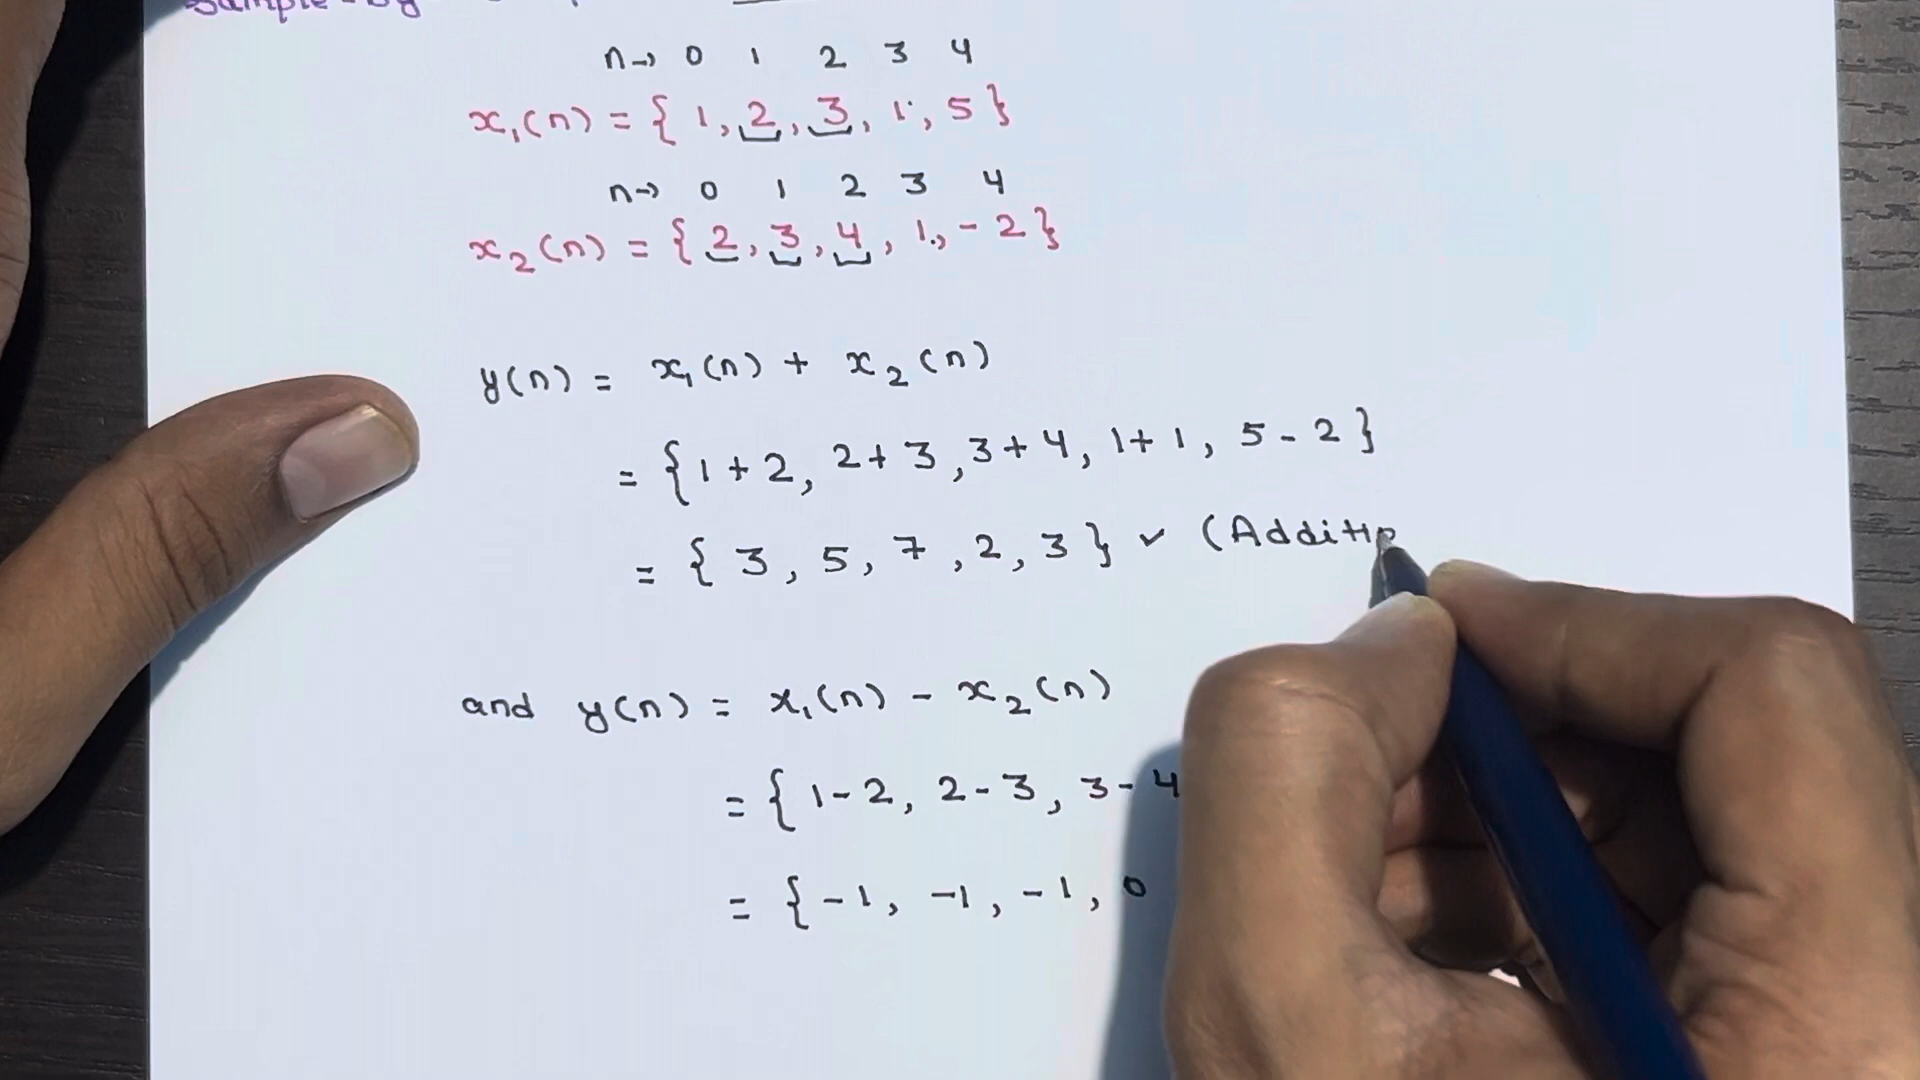 n→ 0 1 2 3 4
x₁(n) = { 1, 2, 3, 1, 5 }
n→ 0 1 2 3 4
x₂(n) = { 2, 3, 4, 1, -2 }
y(n) = x₁(n) + x₂(n)
= { 1+2, 2+3, 3+4, 1+1, 5-2 }
= { 3, 5, 7, 2, 3 } ✓ (Additio
and y(n) = x₁(n) - x₂(n)
= { 1-2, 2-3, 3-4
= { -1, -1, -1, 0